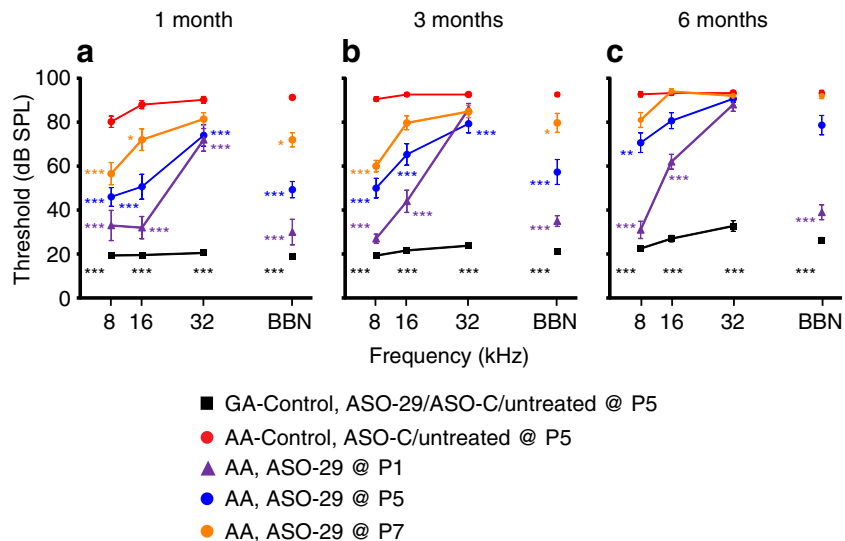 1 month 3 months 6 months
a b c
Threshold (dB SPL)
100
80
60
40
20
0
*** * *** *** *** *** *** * *** *** *** *** ***
*** *** *** *** *** *** *** * *** *** *** *** *** ***
** *** *** *** *** *** *** ***
8 16 32 BBN 8 16 32 BBN 8 16 32 BBN
Frequency (kHz)
GA-Control, ASO-29/ASO-C/untreated @ P5
AA-Control, ASO-C/untreated @ P5
AA, ASO-29 @ P1
AA, ASO-29 @ P5
AA, ASO-29 @ P7